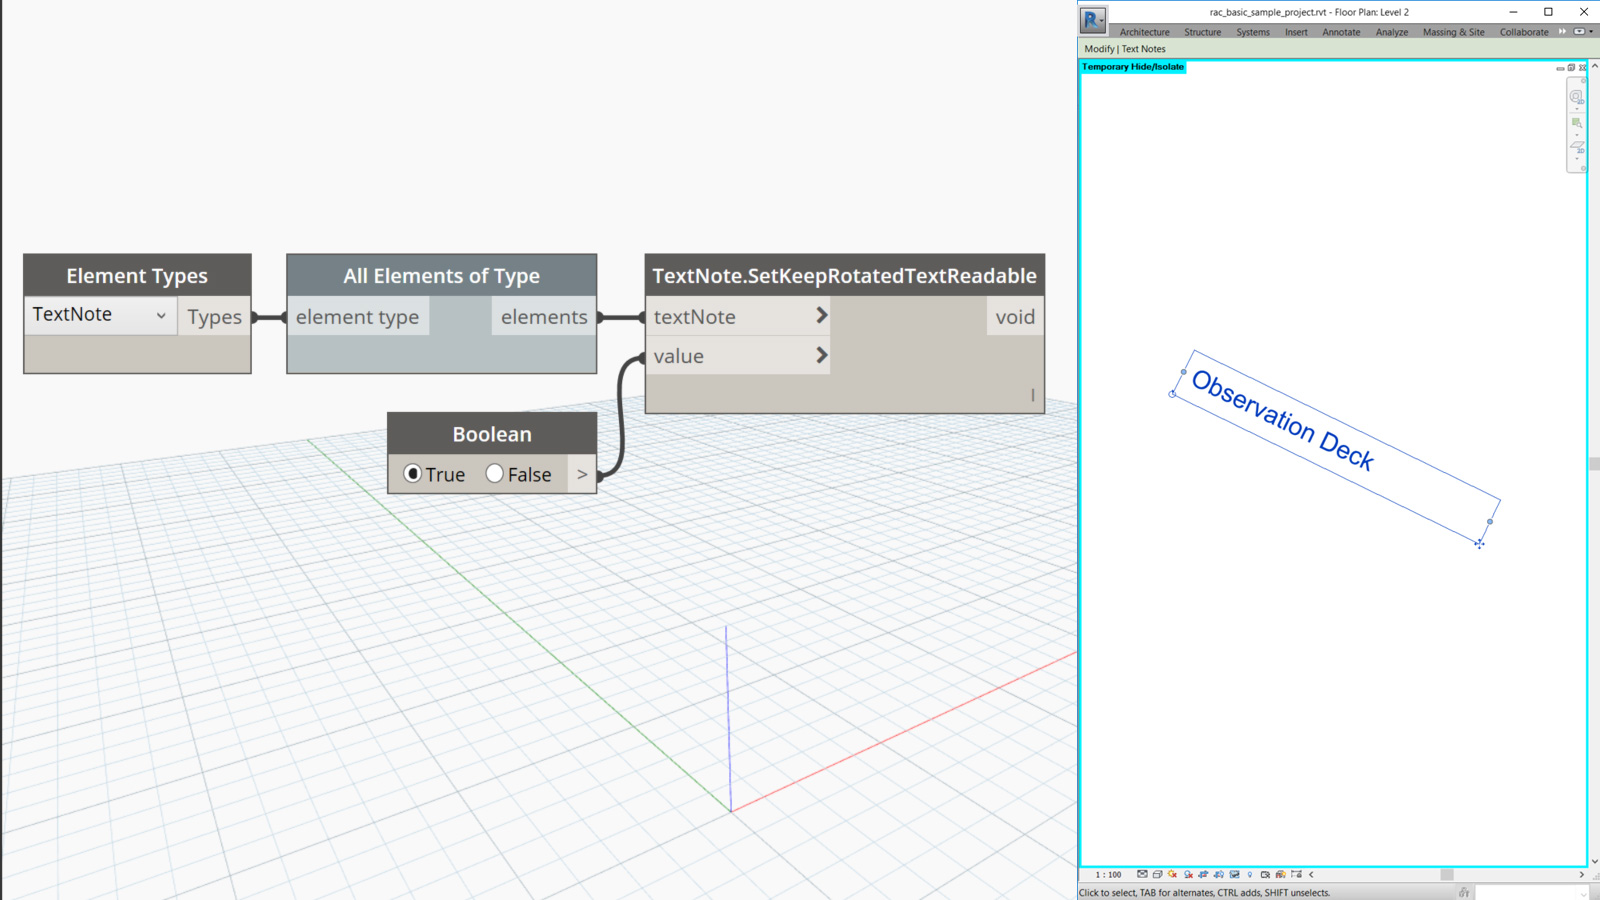 Element Types
TextNote
Types
All Elements of Type
element type
elements
TextNote.SetKeepRotatedTextReadable
textNote
void
value
|
Boolean
True
False
>
R
rac_basic_sample_project.rvt - Floor Plan: Level 2
Architecture Structure Systems Insert Annotate Analyze Massing & Site Collaborate
Modify | Text Notes
Temporary Hide/Isolate
2D
2D
Observation Deck
1 : 100
Click to select, TAB for alternates, CTRL adds, SHIFT unselects.